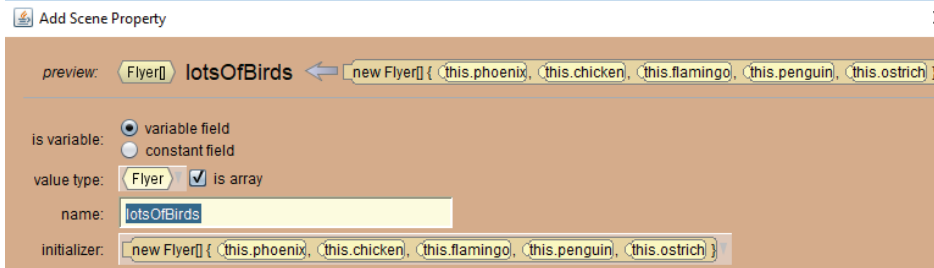 Add Scene Property
preview: Flyer[] lotsOfBirds new Flyer[] { this.phoenix, this.chicken, this.flamingo, this.penguin, this.ostrich }
is variable: variable field
constant field
value type: Flyer is array
name: lotsOfBirds
initializer: new Flyer[] { this.phoenix, this.chicken, this.flamingo, this.penguin, this.ostrich }